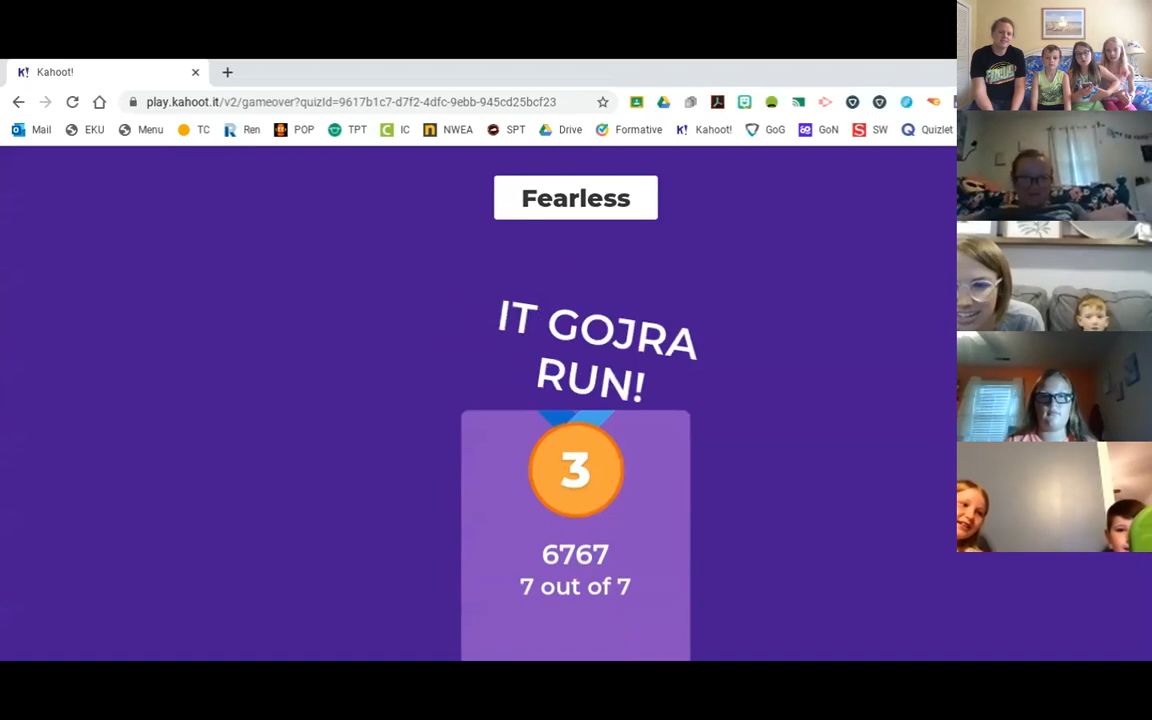 K! Kahoot!
play.kahoot.it/v2/gameover?quizId=9617b1c7-d7f2-4dfc-9ebb-945cd25bcf23
Mail EKU Menu TC Ren POP TPT IC NWEA SPT Drive Formative K! Kahoot! GoG GoN SW Quizlet
Fearless
IT GOJRA
RUN!
3
6767
7 out of 7